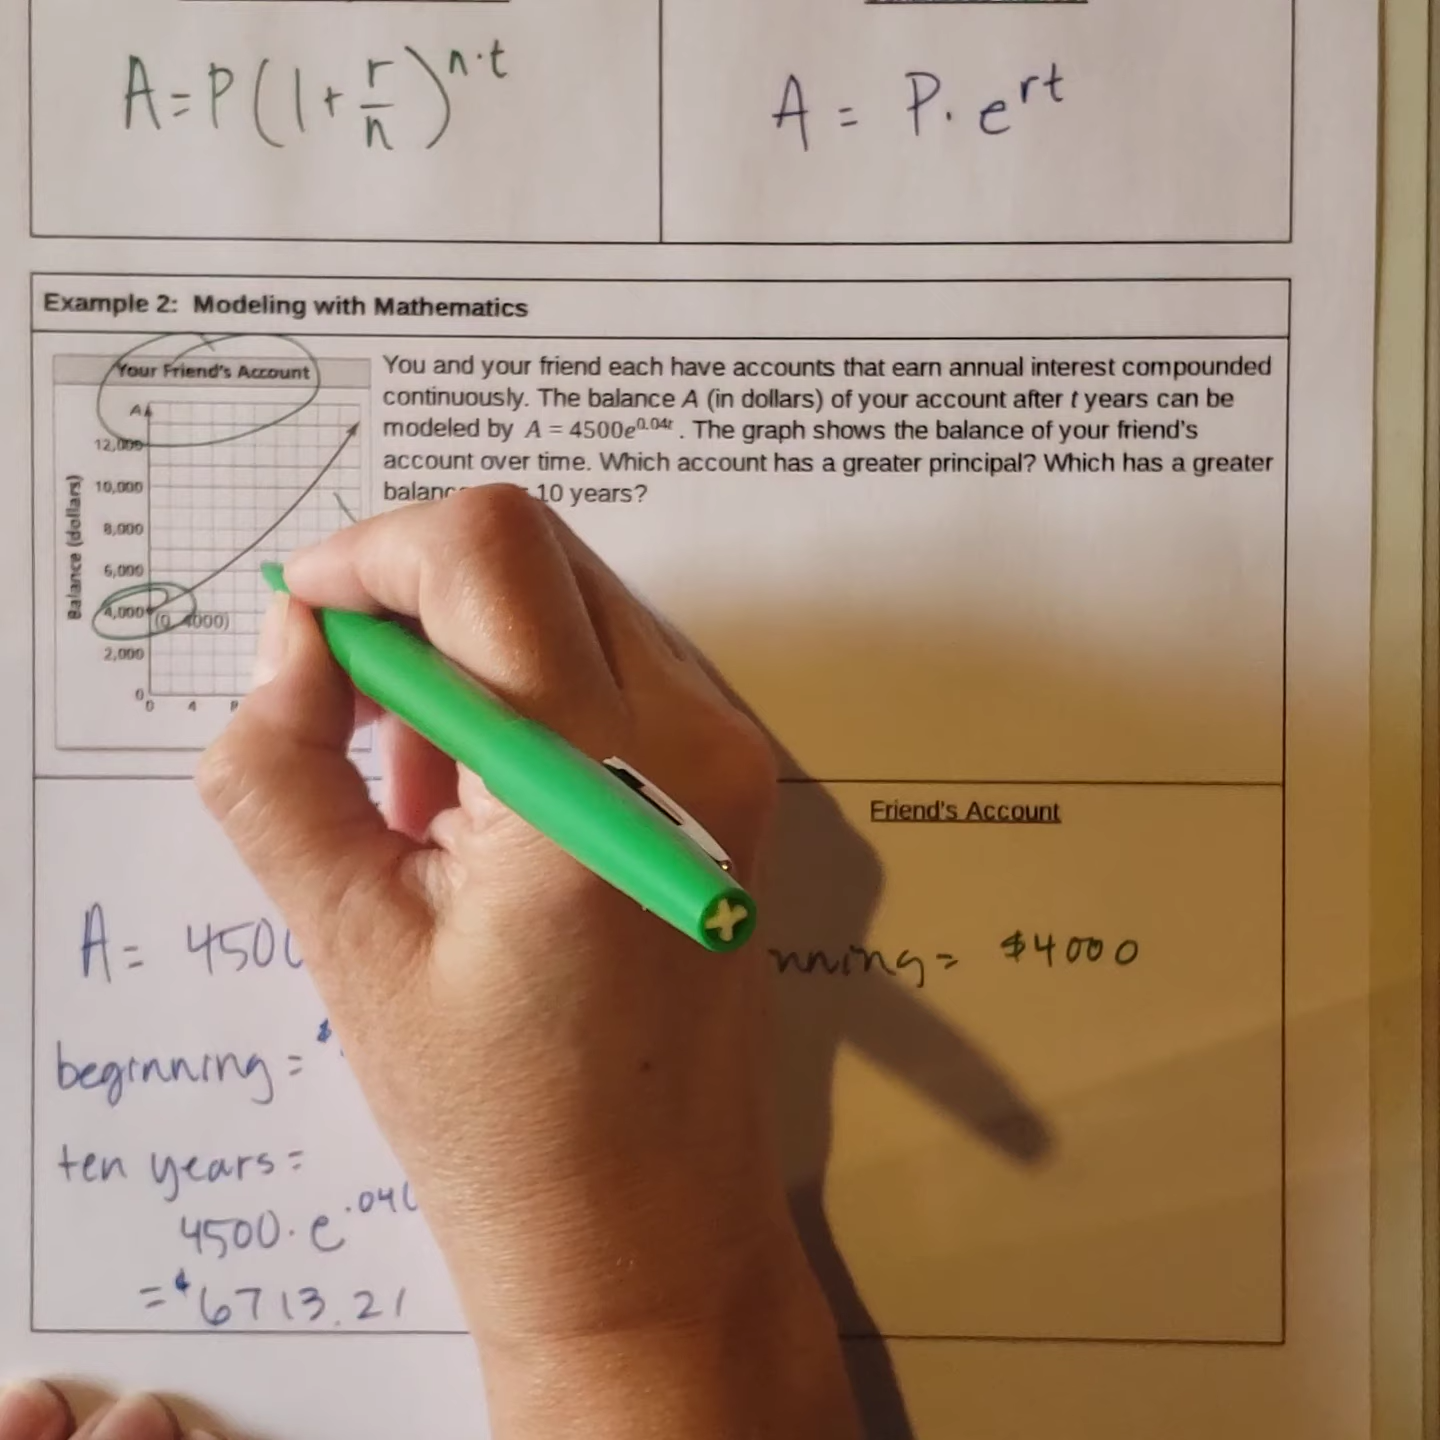 A = P(1 + r/n)^n·t
A = P · e^rt
Example 2: Modeling with Mathematics
Your Friend's Account
A
12,000
10,000
8,000
6,000
4,000
2,000
0
Balance (dollars)
(0, 4000)
0 4 8
You and your friend each have accounts that earn annual interest compounded
continuously. The balance A (in dollars) of your account after t years can be
modeled by A = 4500e^0.04t. The graph shows the balance of your friend's
account over time. Which account has a greater principal? Which has a greater
10 years?
A = 450
beginning = $
ten years =
4500 · e^.04(
= $6713.21
Friend's Account
nning = $4000